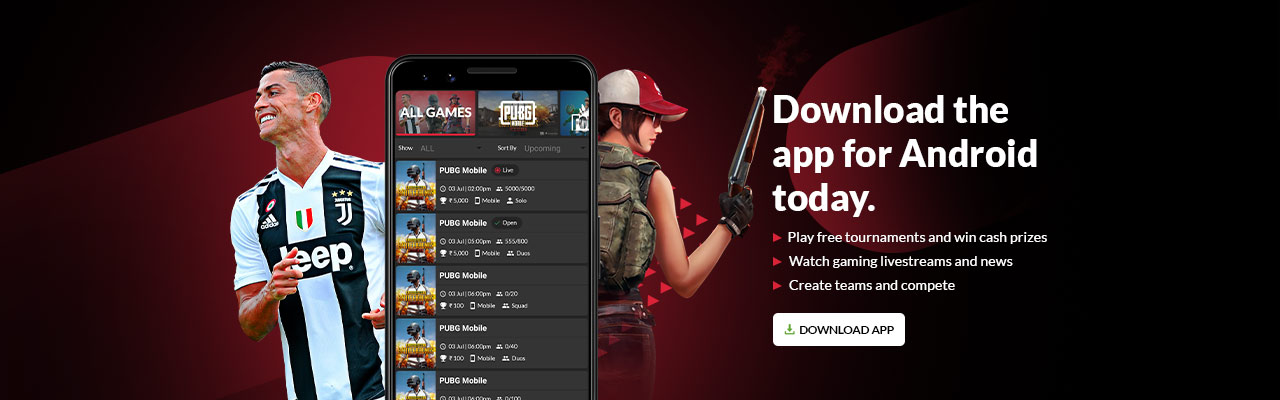 ALL GAMES
PUBG
MOBILE
Show ALL Sort By Upcoming
PUBG Mobile Live
03 Jul | 02:00pm 5000/5000
₹ 5,000 Mobile Solo
PUBG Mobile Open
03 Jul | 05:00pm 555/800
₹ 5,000 Mobile Duos
PUBG Mobile
03 Jul | 06:00pm 0/20
₹ 100 Mobile Squad
PUBG Mobile
03 Jul | 06:00pm 0/40
₹ 100 Mobile Duos
PUBG Mobile
03 Jul | 06:00pm 0/100
adidas
Jeep
Download the
app for Android
today.
Play free tournaments and win cash prizes
Watch gaming livestreams and news
Create teams and compete
DOWNLOAD APP